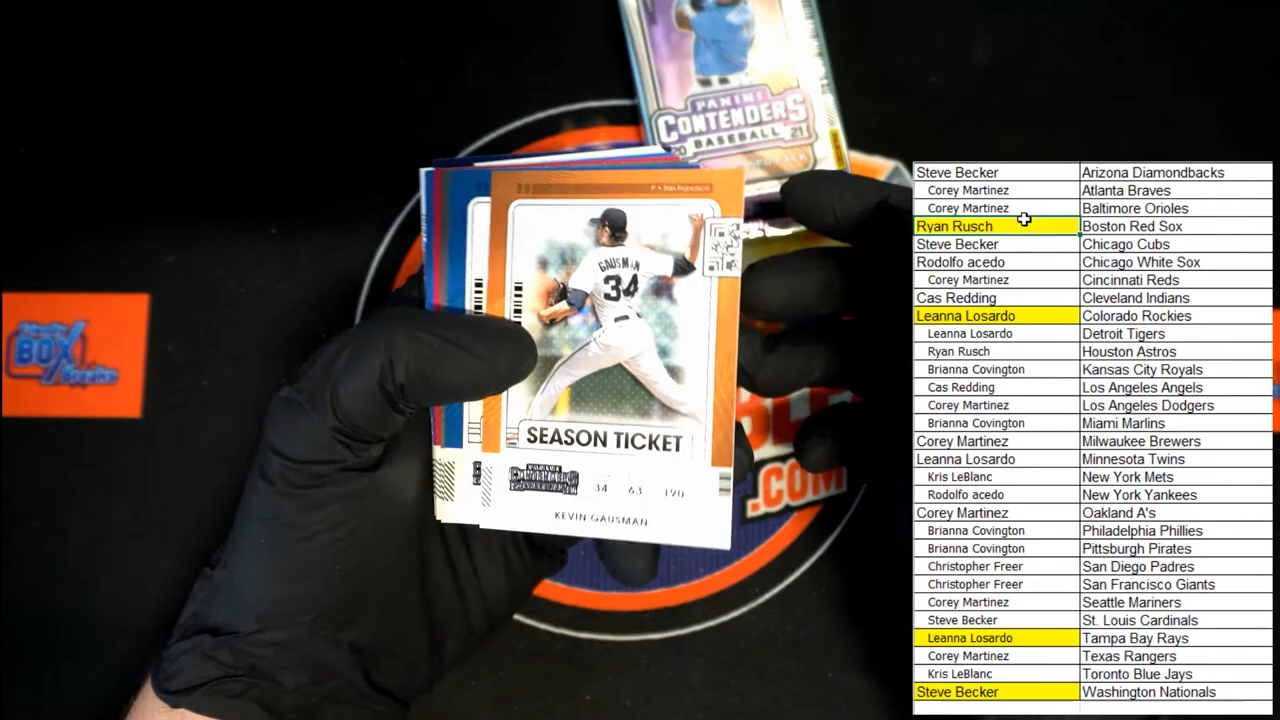 PANINI
CONTENDERS
20 BASEBALL 21
P • San Francisco
GAUSMAN
34
SEASON TICKET
CONTENDERS
34 63 190
KEVIN GAUSMAN
BOX
Breaks
.COM
Steve Becker Arizona Diamondbacks
Corey Martinez Atlanta Braves
Corey Martinez Baltimore Orioles
Ryan Rusch Boston Red Sox
Steve Becker Chicago Cubs
Rodolfo acedo Chicago White Sox
Corey Martinez Cincinnati Reds
Cas Redding Cleveland Indians
Leanna Losardo Colorado Rockies
Leanna Losardo Detroit Tigers
Ryan Rusch Houston Astros
Brianna Covington Kansas City Royals
Cas Redding Los Angeles Angels
Corey Martinez Los Angeles Dodgers
Brianna Covington Miami Marlins
Corey Martinez Milwaukee Brewers
Leanna Losardo Minnesota Twins
Kris LeBlanc New York Mets
Rodolfo acedo New York Yankees
Corey Martinez Oakland A's
Brianna Covington Philadelphia Phillies
Brianna Covington Pittsburgh Pirates
Christopher Freer San Diego Padres
Christopher Freer San Francisco Giants
Corey Martinez Seattle Mariners
Steve Becker St. Louis Cardinals
Leanna Losardo Tampa Bay Rays
Corey Martinez Texas Rangers
Kris LeBlanc Toronto Blue Jays
Steve Becker Washington Nationals